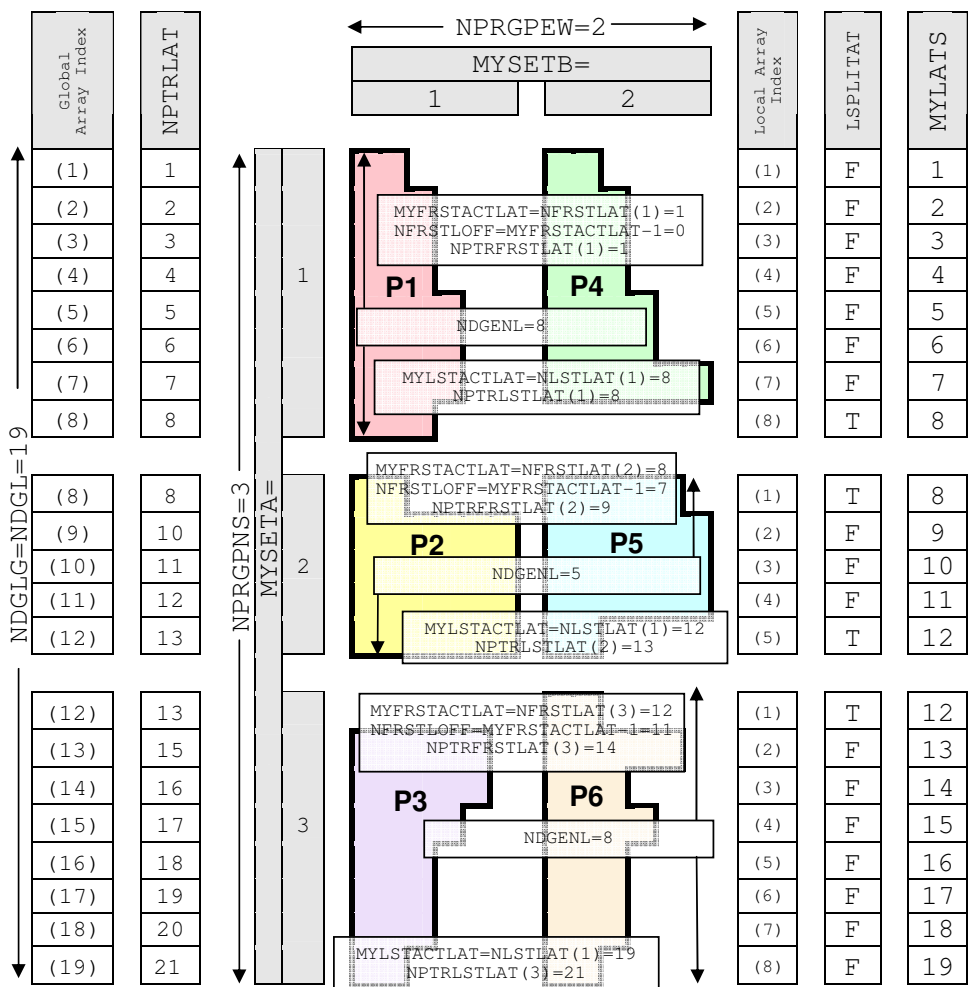 NPRGPEW=2
MYSETB=
1 2
Global Array Index
NPTRLAT
Local Array Index
LSPLITAT
MYLATS
NDGLG=NDGL=19
NPRGPNS=3
MYSETA=
(1) 1 (1) F 1
(2) 2 (2) F 2
(3) 3 (3) F 3
(4) 4 (4) F 4
(5) 5 (5) F 5
(6) 6 (6) F 6
(7) 7 (7) F 7
(8) 8 (8) T 8
1
MYFRSTACTLAT=NFRSTLAT(1)=1
NFRSTLOFF=MYFRSTACTLAT-1=0
NPTRFRSTLAT(1)=1
P1 P4
NDGENL=8
MYLSTACTLAT=NLSTLAT(1)=8
NPTRLSTLAT(1)=8
(8) 8 (1) T 8
(9) 10 (2) F 9
(10) 11 (3) F 10
(11) 12 (4) F 11
(12) 13 (5) T 12
2
MYFRSTACTLAT=NFRSTLAT(2)=8
NFRSTLOFF=MYFRSTACTLAT-1=7
NPTRFRSTLAT(2)=9
P2 P5
NDGENL=5
MYLSTACTLAT=NLSTLAT(1)=12
NPTRLSTLAT(2)=13
(12) 13 (1) T 12
(13) 15 (2) F 13
(14) 16 (3) F 14
(15) 17 (4) F 15
(16) 18 (5) F 16
(17) 19 (6) F 17
(18) 20 (7) F 18
(19) 21 (8) F 19
3
MYFRSTACTLAT=NFRSTLAT(3)=12
NFRSTLOFF=MYFRSTACTLAT-1=11
NPTRFRSTLAT(3)=14
P3 P6
NDGENL=8
MYLSTACTLAT=NLSTLAT(1)=19
NPTRLSTLAT(3)=21